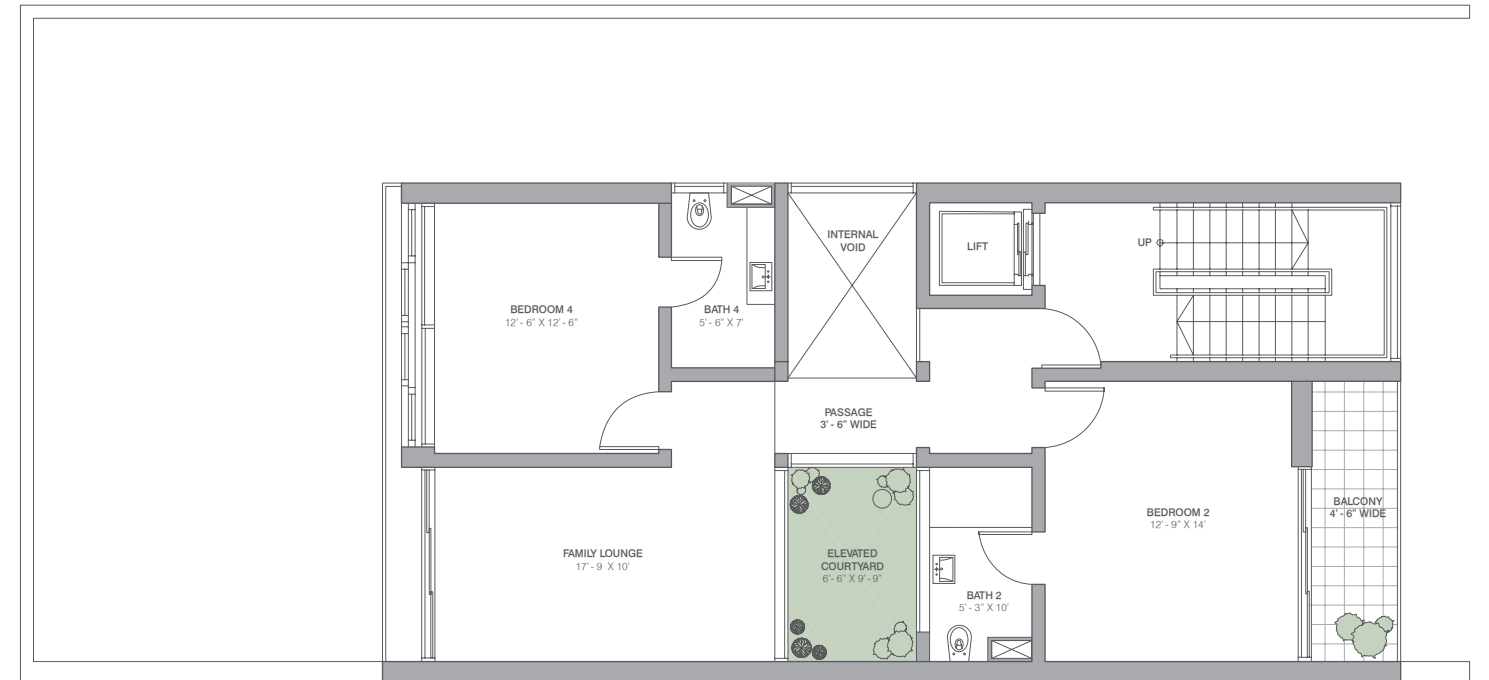 INTERNAL
VOID
LIFT
UP
BEDROOM 4
12' - 6" X 12' - 6"
BATH 4
5' - 6" X 7'
PASSAGE
3' - 6" WIDE
BALCONY
4' - 6" WIDE
BEDROOM 2
12' - 9" X 14'
FAMILY LOUNGE
17' - 9 X 10'
ELEVATED
COURTYARD
6' - 6" X 9' - 9"
BATH 2
5' - 3" X 10'